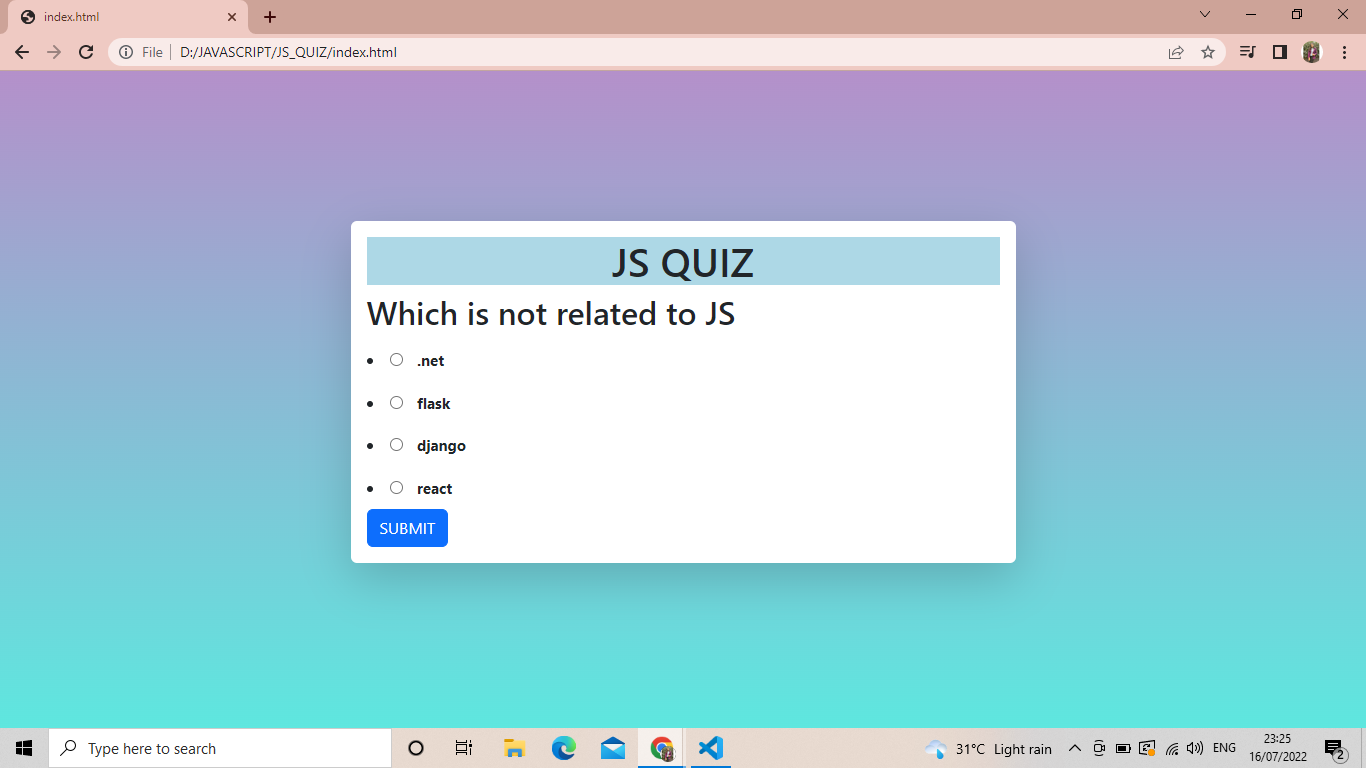 index.html
File
D:/JAVASCRIPT/JS_QUIZ/index.html
JS QUIZ
Which is not related to JS
.net
flask
django
react
SUBMIT
Type here to search
31°C Light rain
ENG
23:25
16/07/2022
2